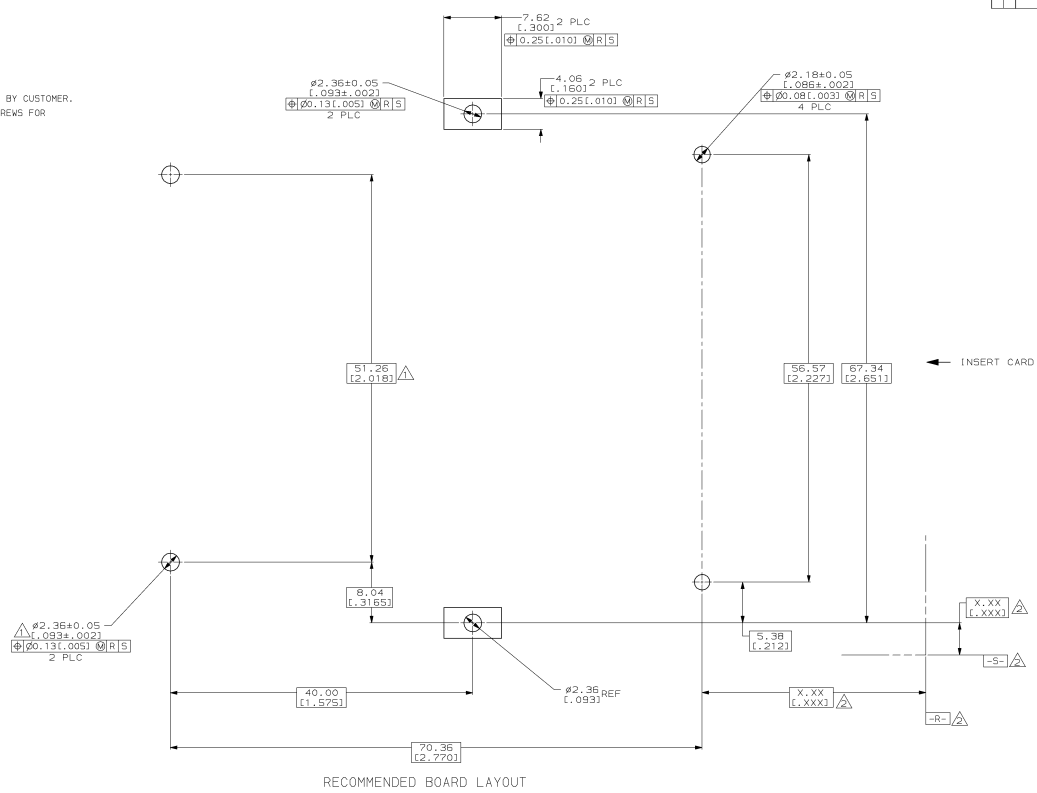 7.62 2 PLC
[.300]
⌖ 0.25[.010] Ⓜ R S
4.06 2 PLC
[.160]
⌖ 0.25[.010] Ⓜ R S
ø2.36±0.05
[.093±.002]
⌖ Ø0.13[.005] Ⓜ R S
2 PLC
ø2.18±0.05
[.086±.002]
⌖ Ø0.08[.003] Ⓜ R S
4 PLC
BY CUSTOMER.
REWS FOR
51.26
[2.018] 1
56.57
[2.227]
67.34
[2.651]
INSERT CARD
8.04
[.3165]
5.38
[.212]
X.XX
[.XXX] 2
-S- 2
1 ø2.36±0.05
[.093±.002]
⌖ Ø0.13[.005] Ⓜ R S
2 PLC
40.00
[1.575]
ø2.36 REF
[.093]
X.XX
[.XXX] 2
-R- 2
70.36
[2.770]
RECOMMENDED BOARD LAYOUT